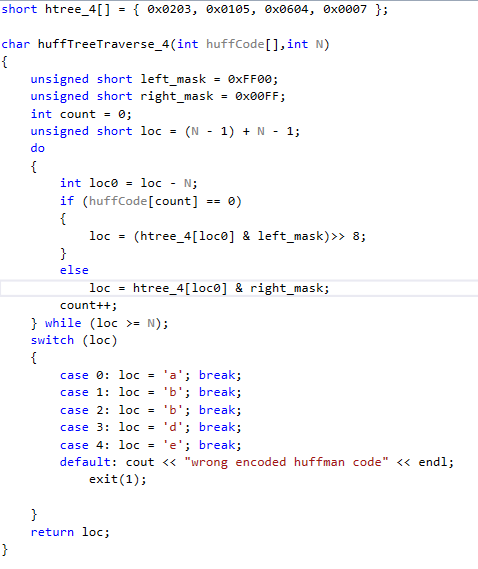 short htree_4[] = { 0x0203, 0x0105, 0x0604, 0x0007 };
char huffTreeTraverse_4(int huffCode[],int N)
{
unsigned short left_mask = 0xFF00;
unsigned short right_mask = 0x00FF;
int count = 0;
unsigned short loc = (N - 1) + N - 1;
do
{
int loc0 = loc - N;
if (huffCode[count] == 0)
{
loc = (htree_4[loc0] & left_mask)>> 8;
}
else
loc = htree_4[loc0] & right_mask;
count++;
} while (loc >= N);
switch (loc)
{
case 0: loc = 'a'; break;
case 1: loc = 'b'; break;
case 2: loc = 'b'; break;
case 3: loc = 'd'; break;
case 4: loc = 'e'; break;
default: cout << "wrong encoded huffman code" << endl;
exit(1);
}
return loc;
}